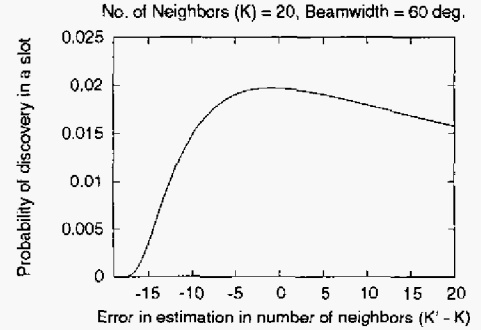 No. of Neighbors (K) = 20, Beamwidth = 60 deg.
Probability of discovery in a slot
0.025
0.02
0.015
0.01
0.005
0
-15 -10 -5 0 5 10 15 20
Error in estimation in number of neighbors (K' - K)